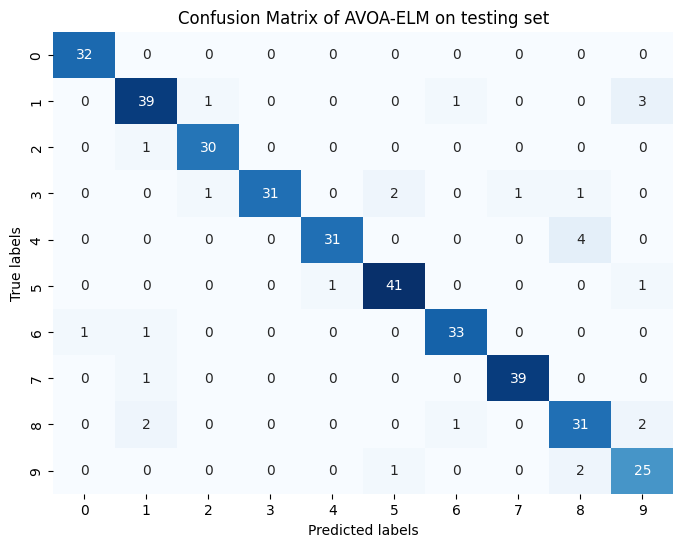 Confusion Matrix of AVOA-ELM on testing set
True labels
0 32 0 0 0 0 0 0 0 0 0
1 0 39 1 0 0 0 1 0 0 3
2 0 1 30 0 0 0 0 0 0 0
3 0 0 1 31 0 2 0 1 1 0
4 0 0 0 0 31 0 0 0 4 0
5 0 0 0 0 1 41 0 0 0 1
6 1 1 0 0 0 0 33 0 0 0
7 0 1 0 0 0 0 0 39 0 0
8 0 2 0 0 0 0 1 0 31 2
9 0 0 0 0 0 1 0 0 2 25
0 1 2 3 4 5 6 7 8 9
Predicted labels